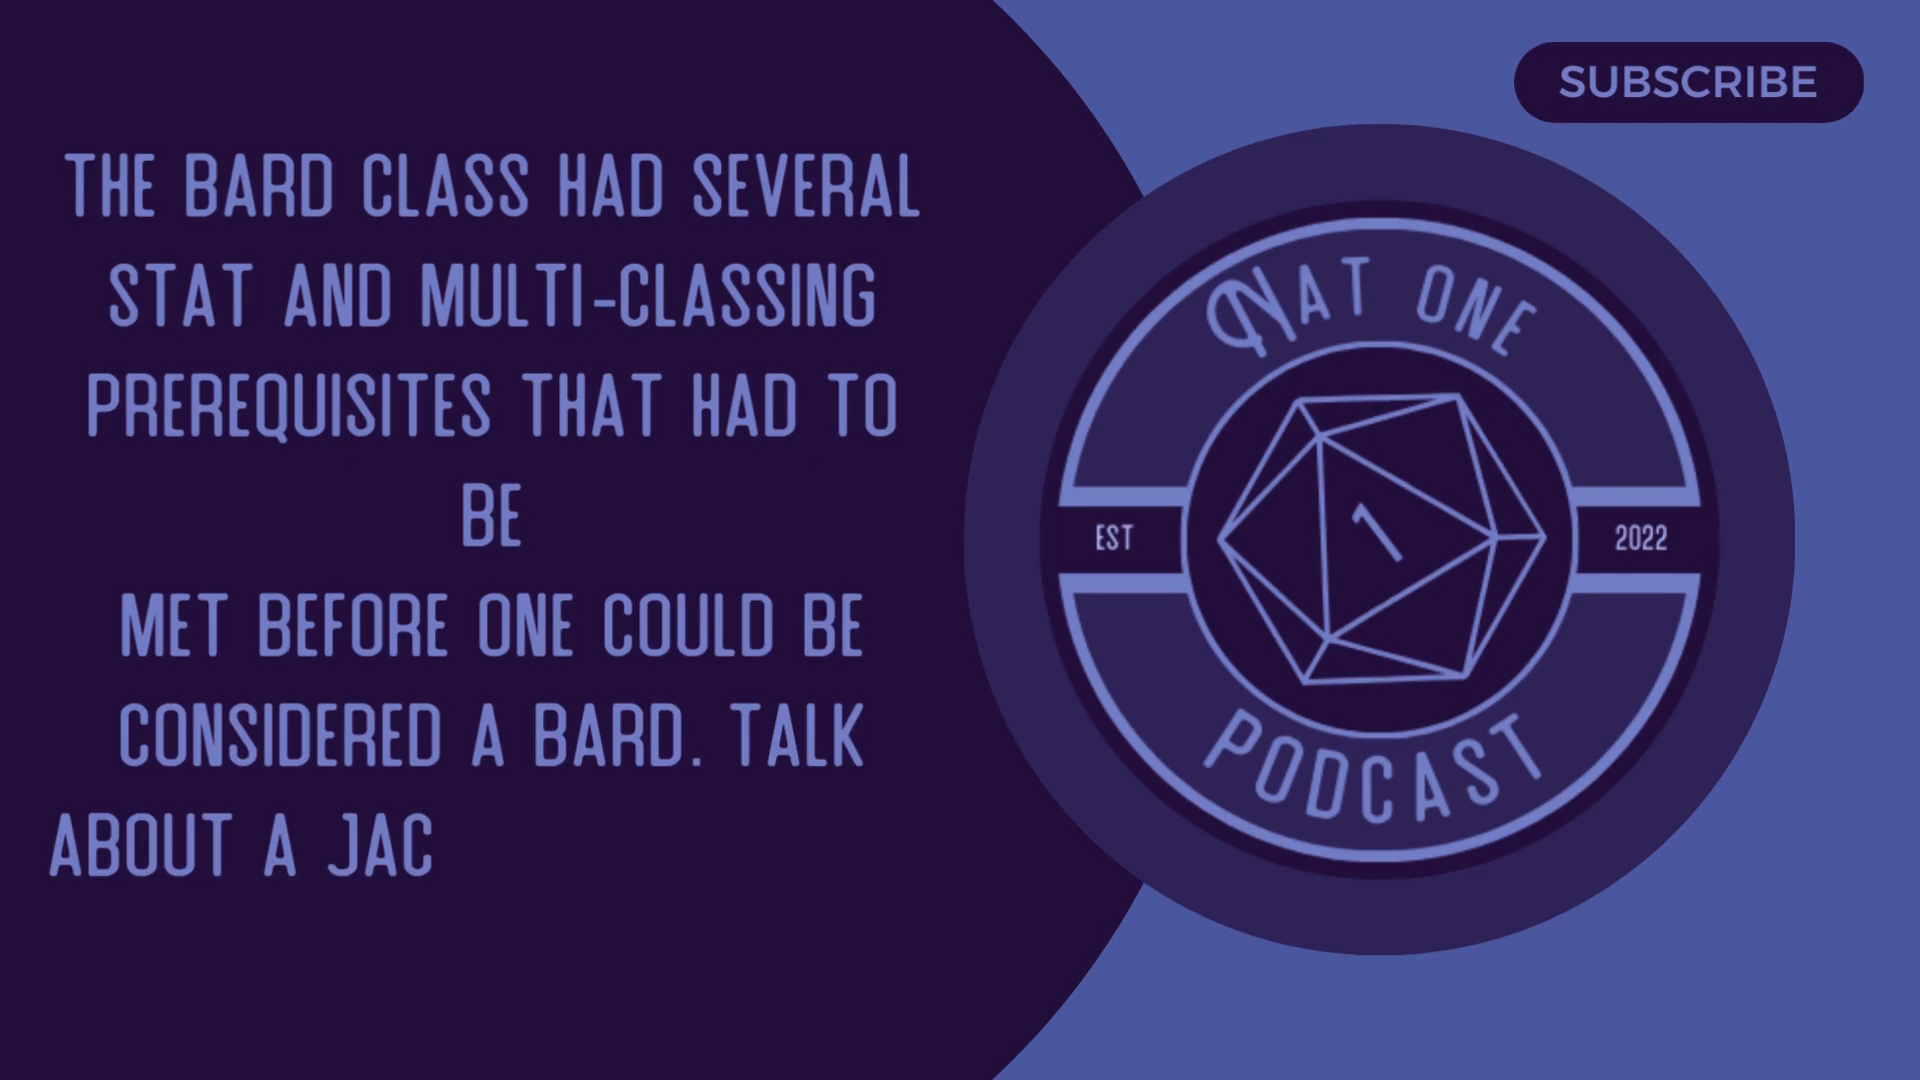 SUBSCRIBE
THE BARD CLASS HAD SEVERAL
STAT AND MULTI-CLASSING
PREREQUISITES THAT HAD TO
BE
MET BEFORE ONE COULD BE
CONSIDERED A BARD. TALK
ABOUT A JAC
NAT ONE
1
EST
2022
PODCAST